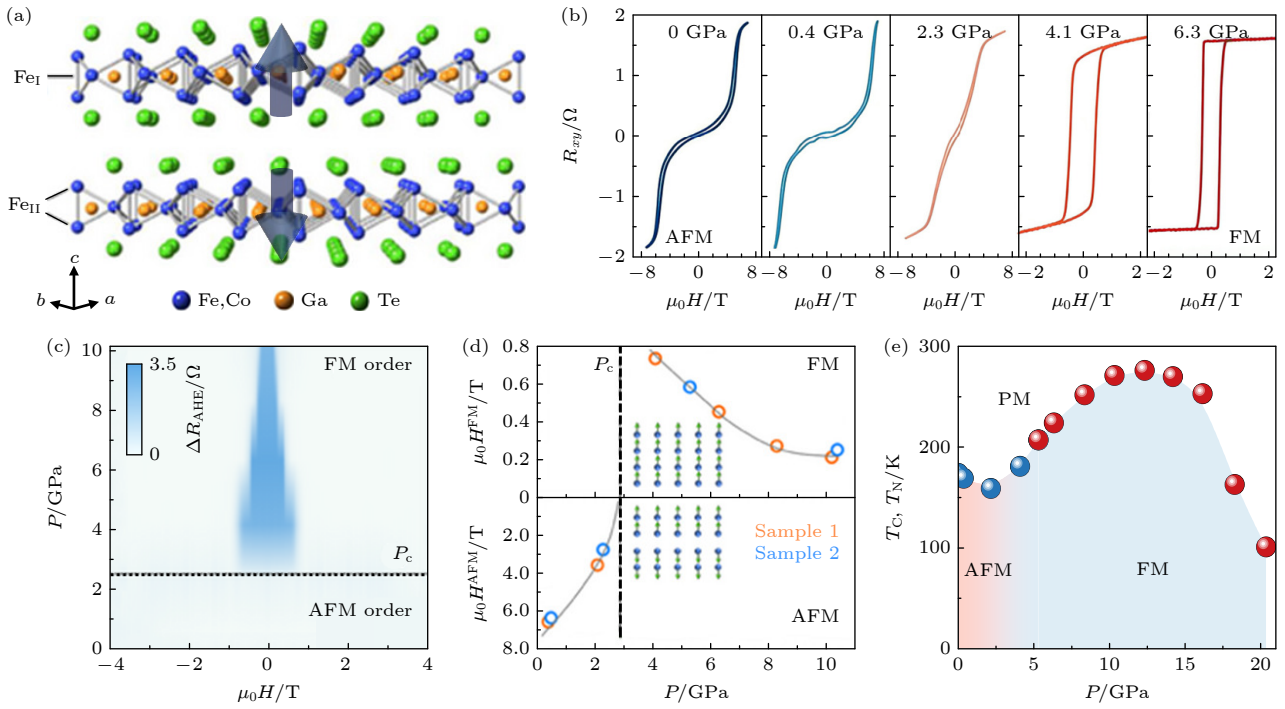 (a)
Fe_I
Fe_II
c
b
a
Fe,Co
Ga
Te
(b)
R_xy/Ω
2
1
0
−1
−2
0 GPa
0.4 GPa
2.3 GPa
4.1 GPa
6.3 GPa
AFM
FM
−8 0 8
−8 0 8
−8 0 8
−2 0 2
−2 0 2
μ0H/T
μ0H/T
μ0H/T
μ0H/T
μ0H/T
(c)
P/GPa
10
8
6
4
2
0
3.5
0
ΔR_AHE/Ω
FM order
P_c
AFM order
−4 −2 0 2 4
μ0H/T
(d)
μ0H^FM/T
0.8
0.6
0.4
0.2
0
P_c
FM
μ0H^AFM/T
2.0
4.0
6.0
8.0
Sample 1
Sample 2
AFM
0 2 4 6 8 10
P/GPa
(e)
T_C, T_N/K
300
250
200
150
100
0
PM
AFM
FM
0 5 10 15 20
P/GPa